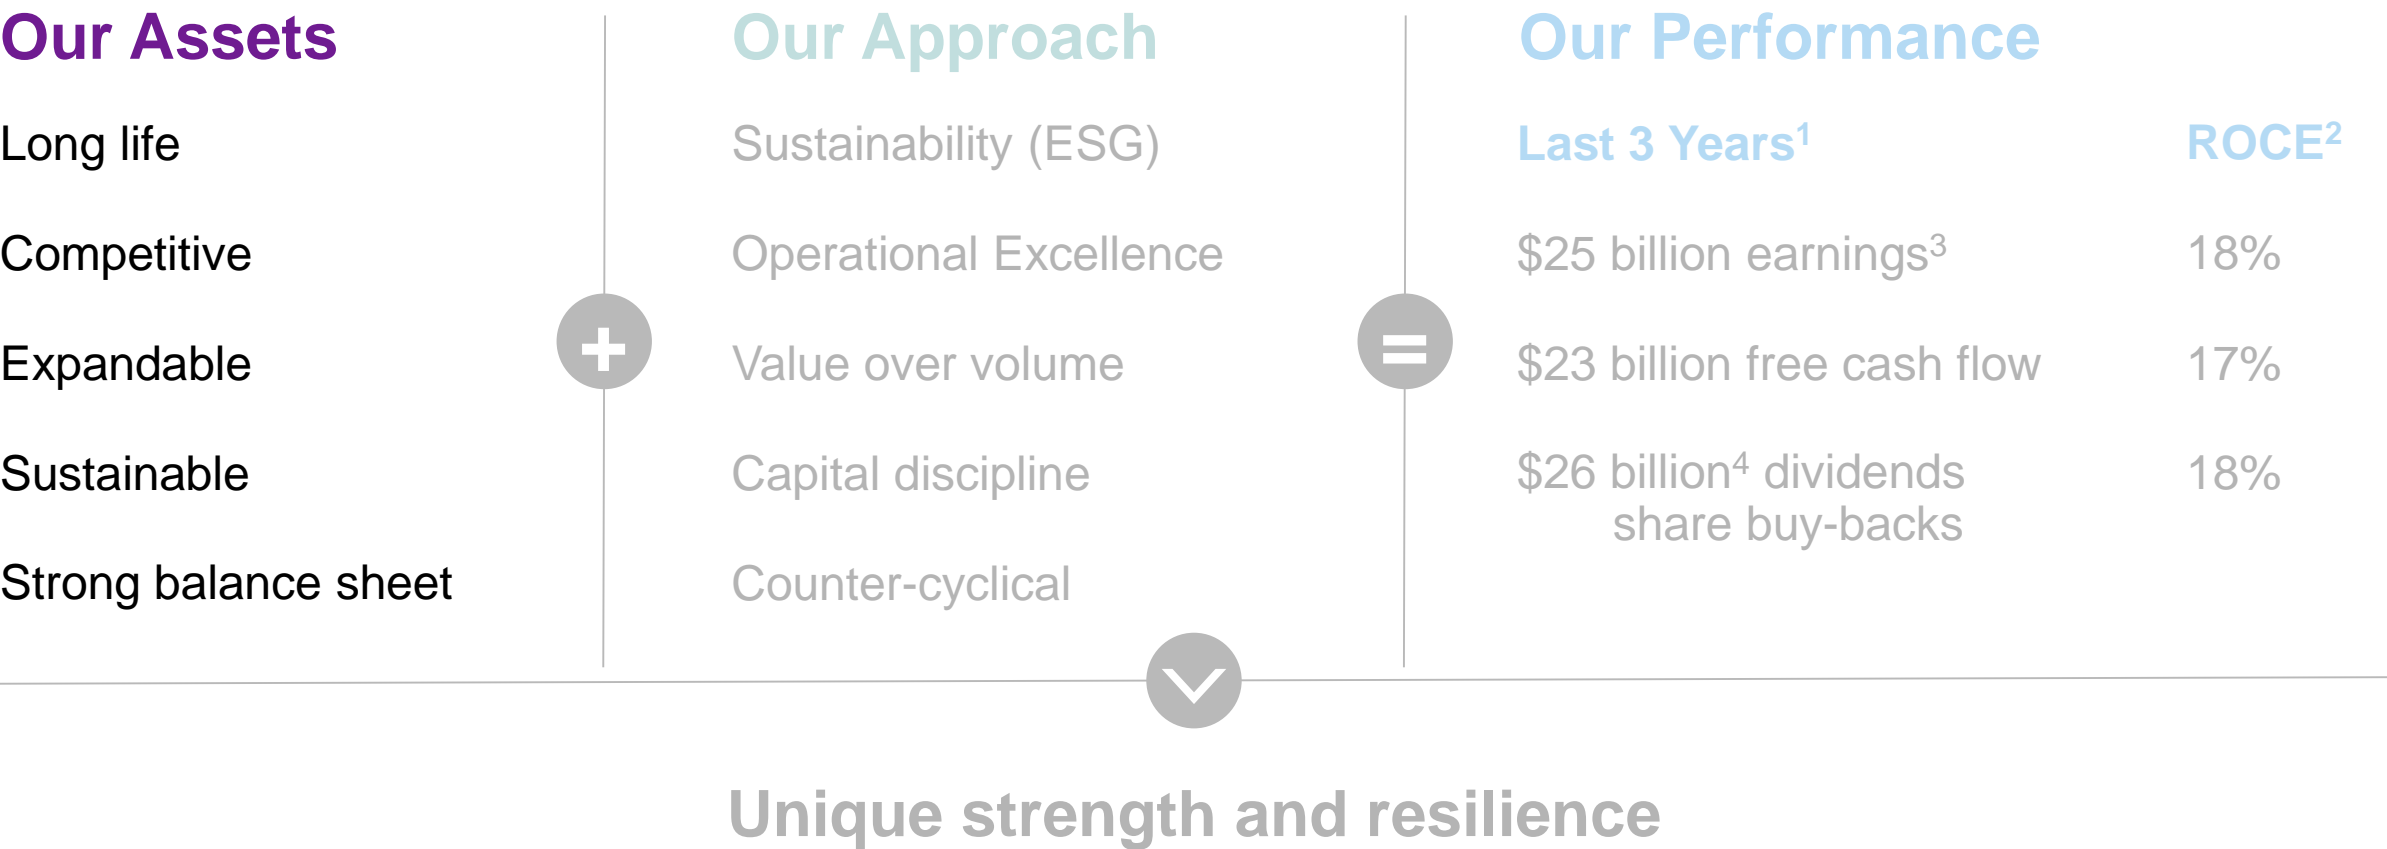 Our Assets
Long life
Competitive
Expandable
Sustainable
Strong balance sheet
+
Our Approach
Sustainability (ESG)
Operational Excellence
Value over volume
Capital discipline
Counter-cyclical
=
Our Performance
Last 3 Years¹ ROCE²
$25 billion earnings³ 18%
$23 billion free cash flow 17%
$26 billion⁴ dividends 18%
share buy-backs
Unique strength and resilience